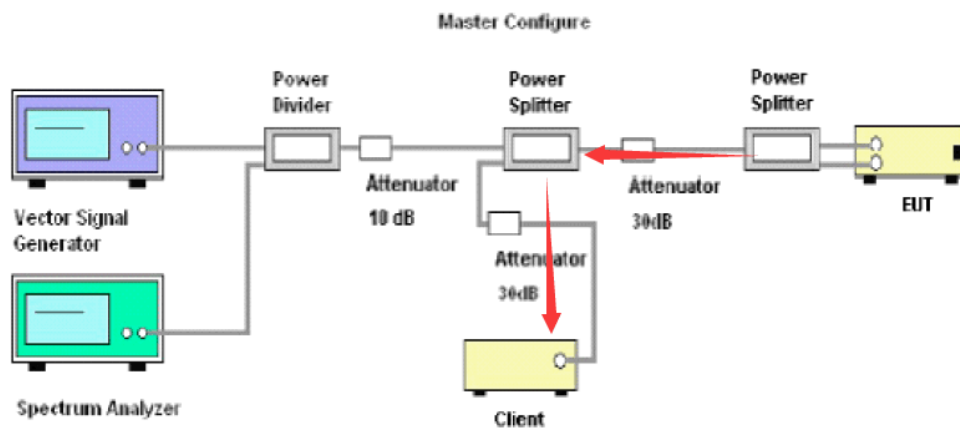 Master Configure
Power
Divider
Power
Splitter
Power
Splitter
Attenuator
10 dB
Attenuator
30dB
EUT
Vector Signal
Generator
Attenuator
30dB
Spectrum Analyzer
Client